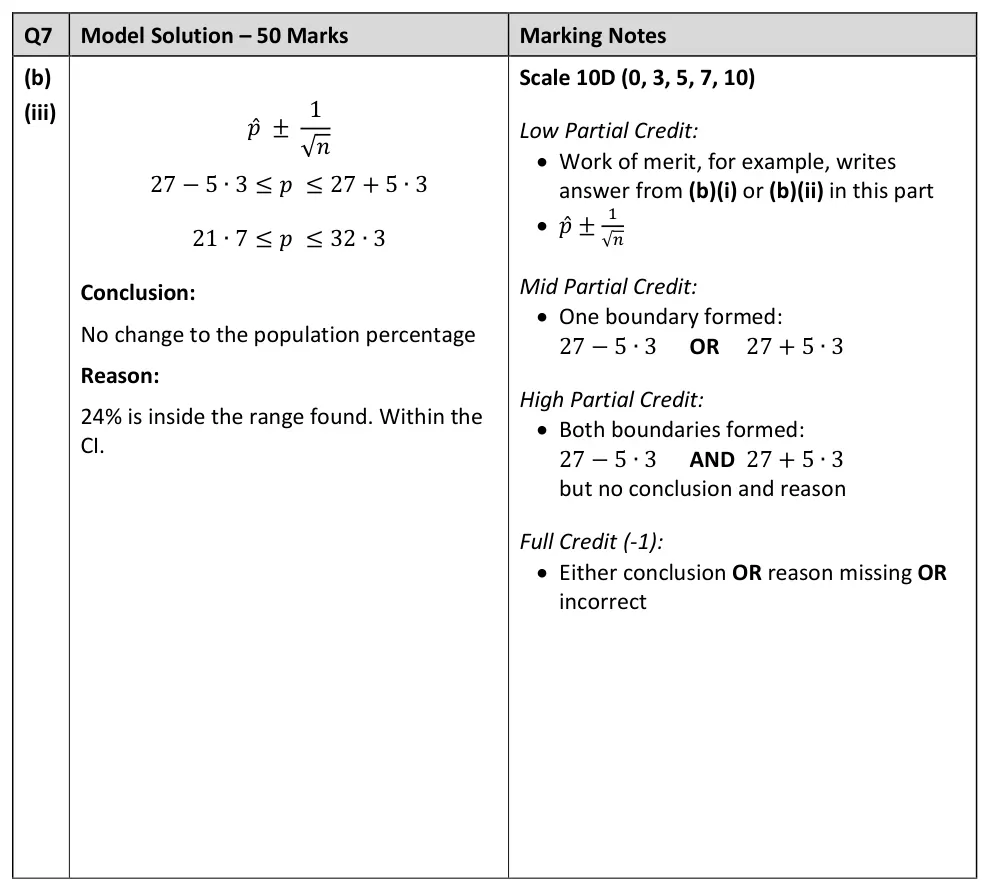 Q7 Model Solution – 50 Marks Marking Notes
(b)
(iii)
p̂ ± 1/√n
27 − 5 · 3 ≤ p ≤ 27 + 5 · 3
21 · 7 ≤ p ≤ 32 · 3
Conclusion:
No change to the population percentage
Reason:
24% is inside the range found. Within the
CI.
Scale 10D (0, 3, 5, 7, 10)
Low Partial Credit:
• Work of merit, for example, writes
answer from (b)(i) or (b)(ii) in this part
• p̂ ± 1/√n
Mid Partial Credit:
• One boundary formed:
27 − 5 · 3 OR 27 + 5 · 3
High Partial Credit:
• Both boundaries formed:
27 − 5 · 3 AND 27 + 5 · 3
but no conclusion and reason
Full Credit (-1):
• Either conclusion OR reason missing OR
incorrect